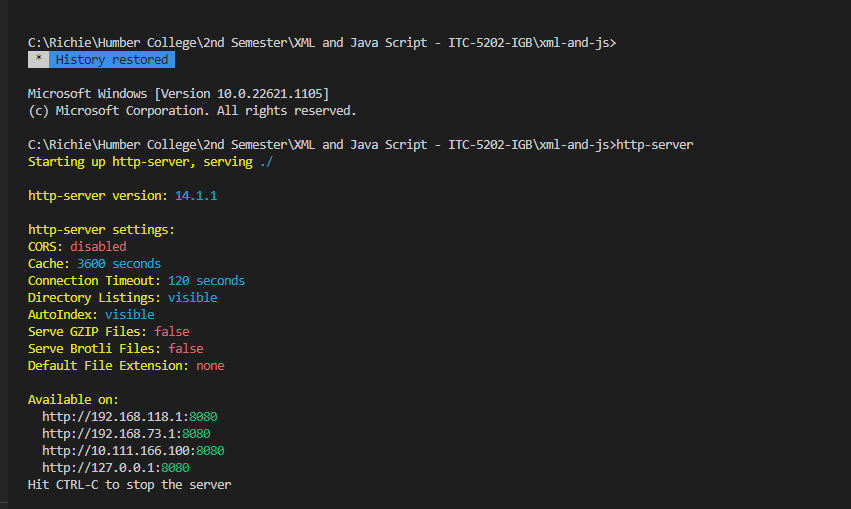 C:\Richie\Humber College\2nd Semester\XML and Java Script - ITC-5202-IGB\xml-and-js>
* History restored
Microsoft Windows [Version 10.0.22621.1105]
(c) Microsoft Corporation. All rights reserved.
C:\Richie\Humber College\2nd Semester\XML and Java Script - ITC-5202-IGB\xml-and-js>http-server
Starting up http-server, serving ./
http-server version: 14.1.1
http-server settings:
CORS: disabled
Cache: 3600 seconds
Connection Timeout: 120 seconds
Directory Listings: visible
AutoIndex: visible
Serve GZIP Files: false
Serve Brotli Files: false
Default File Extension: none
Available on:
http://192.168.118.1:8080
http://192.168.73.1:8080
http://10.111.166.100:8080
http://127.0.0.1:8080
Hit CTRL-C to stop the server